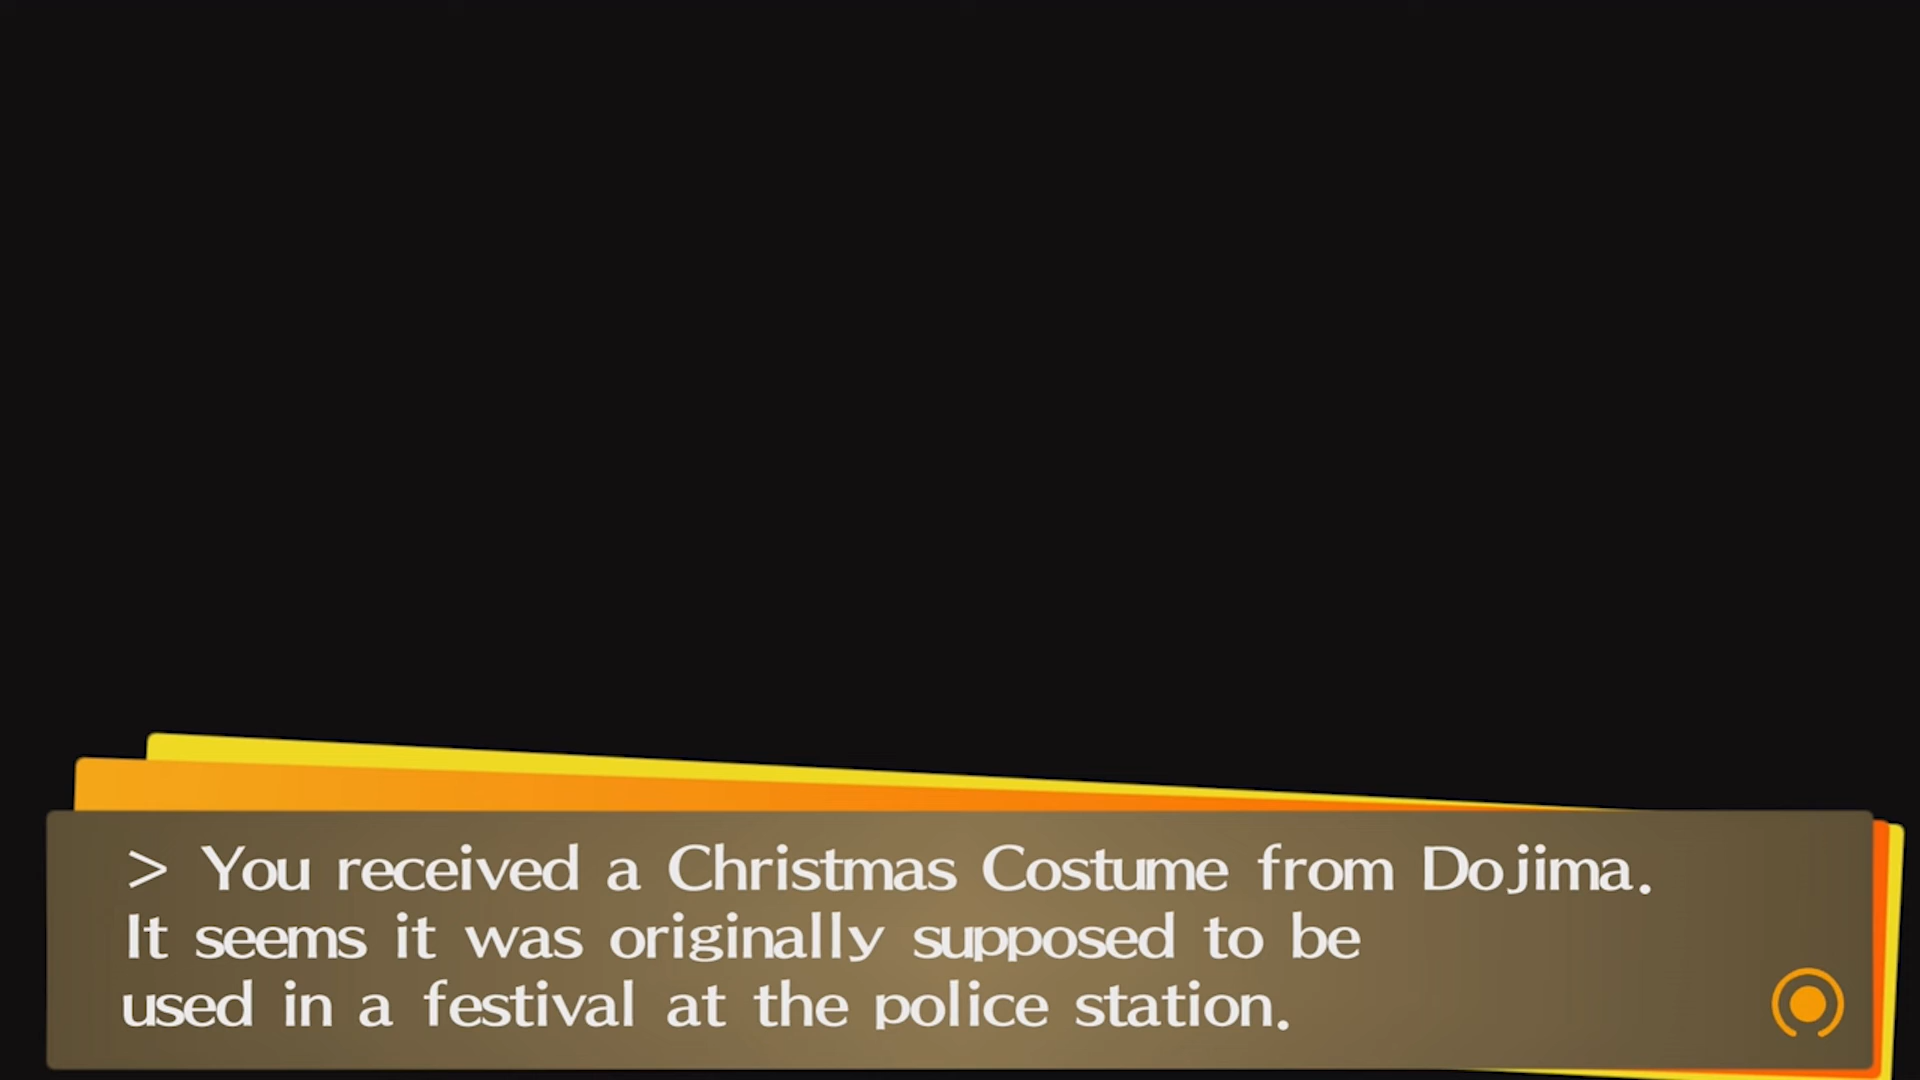 > You received a Christmas Costume from Dojima.
It seems it was originally supposed to be
used in a festival at the police station.